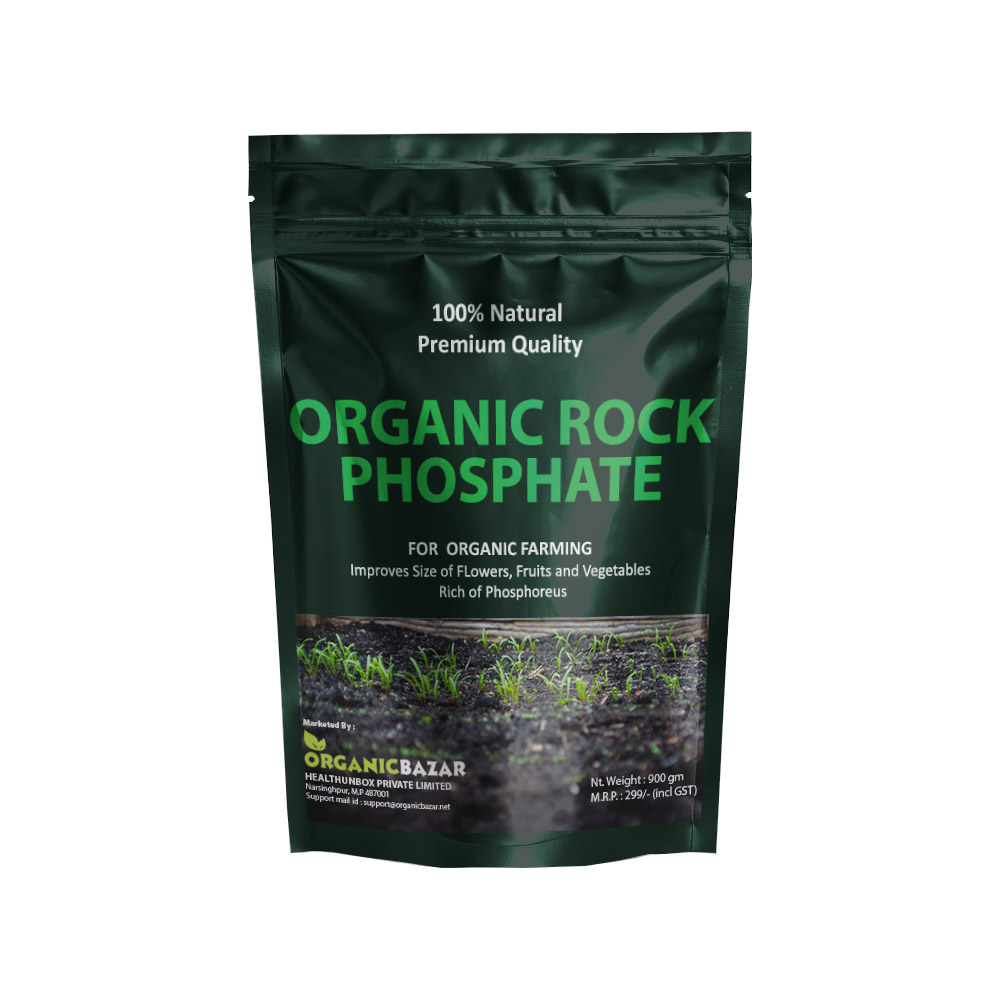 100% Natural
Premium Quality
ORGANIC ROCK
PHOSPHATE
FOR ORGANIC FARMING
Improves Size of FLowers, Fruits and Vegetables
Rich of Phosphoreus
Marketed By :
ORGANICBAZAR
HEALTHUNBOX PRIVATE LIMITED
Narsinghpur, M.P 487001
Support mail id : support@organicbazar.net
Nt. Weight : 900 gm
M.R.P. : 299/- (incl GST)